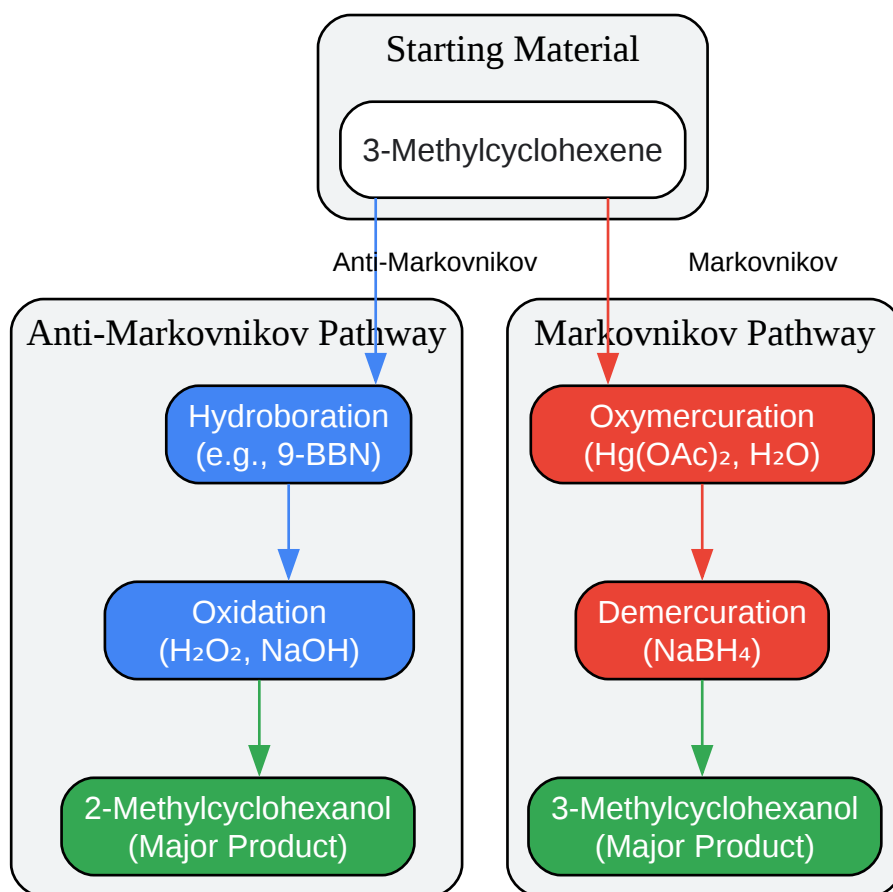 Starting Material
3-Methylcyclohexene
Anti-Markovnikov
Markovnikov
Anti-Markovnikov Pathway
Hydroboration
(e.g., 9-BBN)
Oxidation
(H₂O₂, NaOH)
2-Methylcyclohexanol
(Major Product)
Markovnikov Pathway
Oxymercuration
(Hg(OAc)₂, H₂O)
Demercuration
(NaBH₄)
3-Methylcyclohexanol
(Major Product)